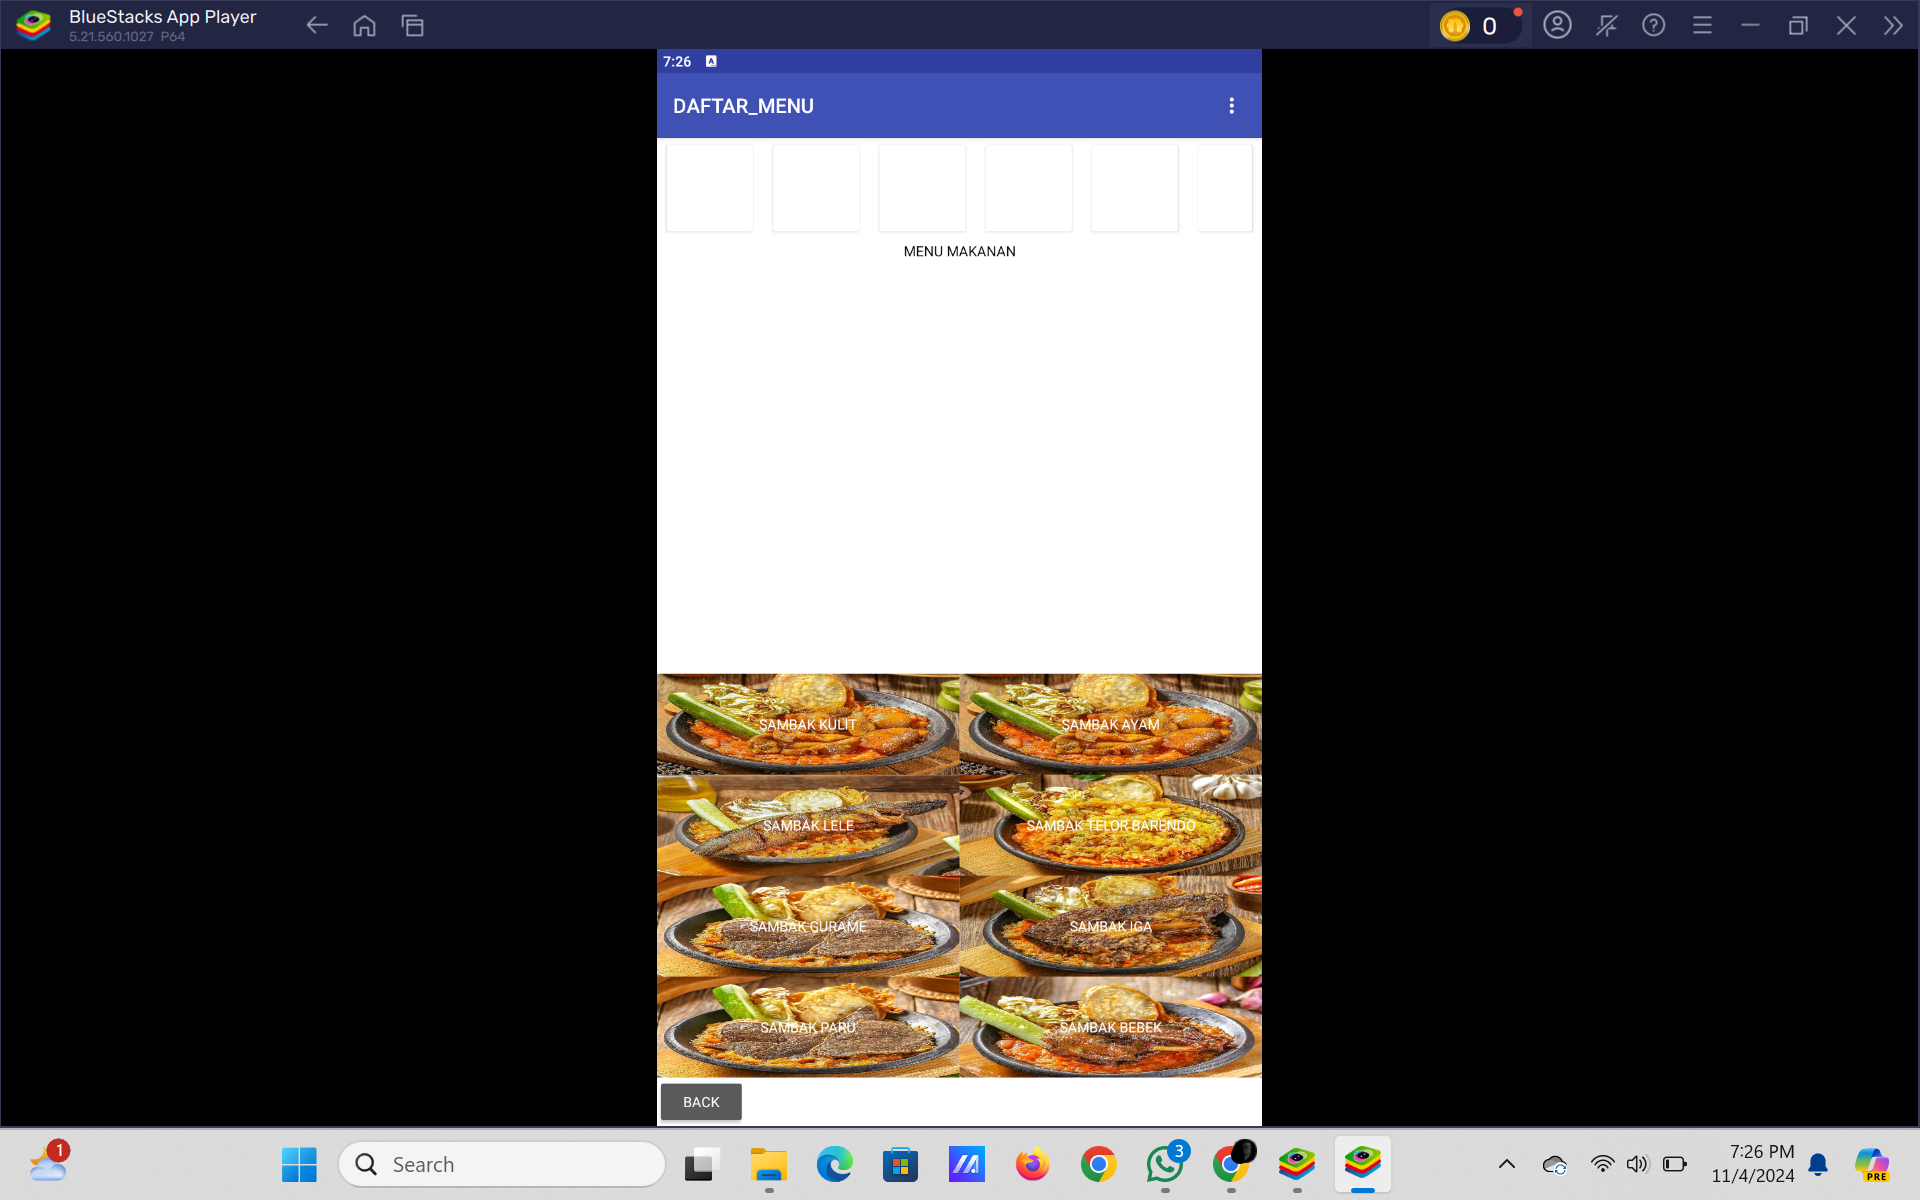 BlueStacks App Player
5.21.560.1027 P64
0
7:26
DAFTAR_MENU
MENU MAKANAN
SAMBAK KULIT
SAMBAK AYAM
SAMBAK LELE
SAMBAK TELOR BARENDO
SAMBAK GURAME
SAMBAK IGA
SAMBAK PARU
SAMBAK BEBEK
BACK
1
Search
3
7:26 PM
11/4/2024
PRE